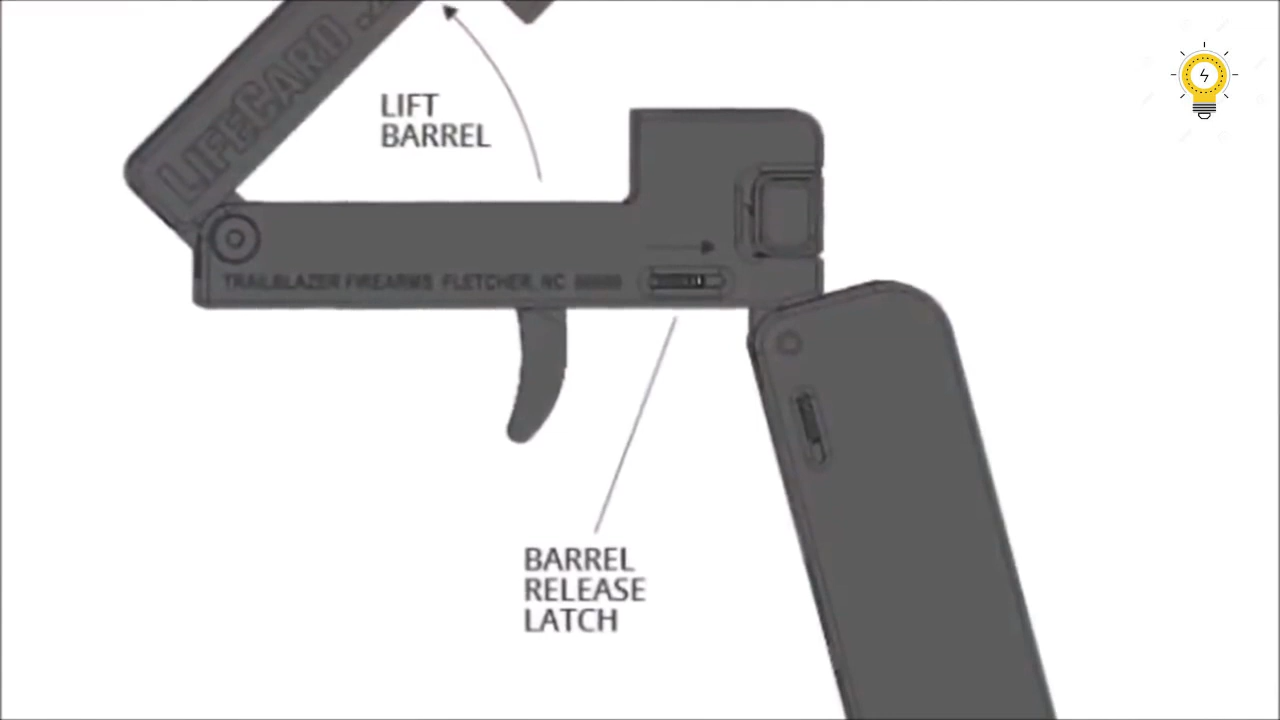 LIFECARD
LIFT
BARREL
TRAILBLAZER FIREARMS FLETCHER, NC
BARREL
RELEASE
LATCH